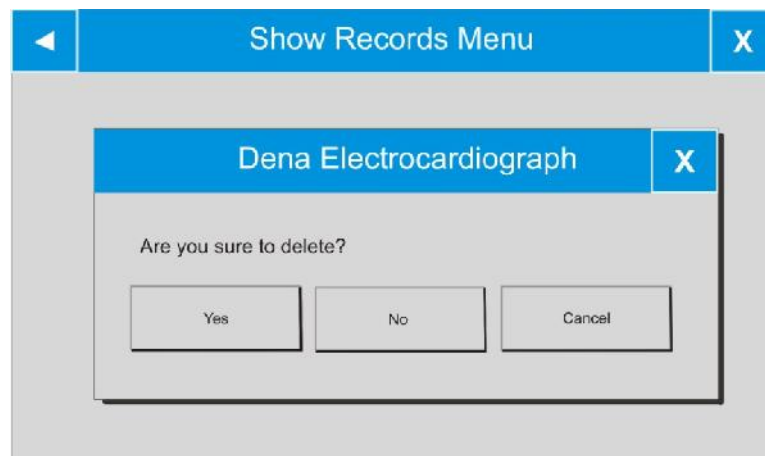 ◀ Show Records Menu X
Dena Electrocardiograph X
Are you sure to delete?
Yes No Cancel